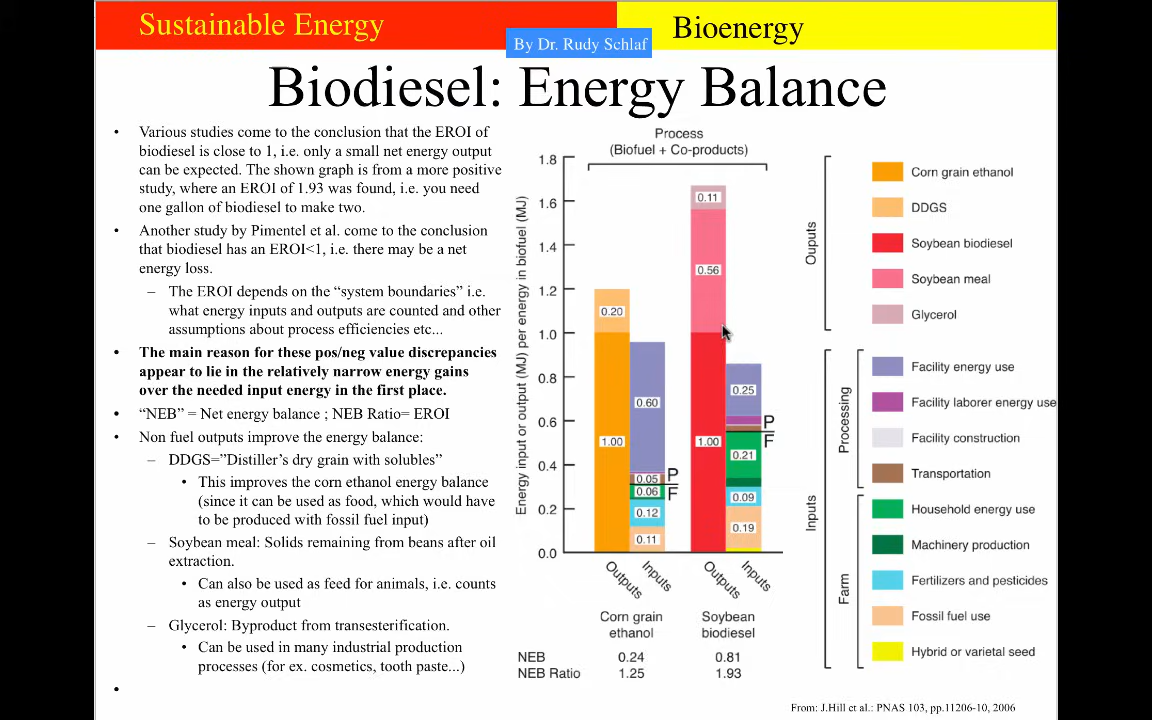 Sustainable Energy
Bioenergy
By Dr. Rudy Schlaf
Biodiesel: Energy Balance
• Various studies come to the conclusion that the EROI of
biodiesel is close to 1, i.e. only a small net energy output
can be expected. The shown graph is from a more positive
study, where an EROI of 1.93 was found, i.e. you need
one gallon of biodiesel to make two.
• Another study by Pimentel et al. come to the conclusion
that biodiesel has an EROI<1, i.e. there may be a net
energy loss.
– The EROI depends on the “system boundaries” i.e.
what energy inputs and outputs are counted and other
assumptions about process efficiencies etc...
• The main reason for these pos/neg value discrepancies
appear to lie in the relatively narrow energy gains
over the needed input energy in the first place.
• “NEB” = Net energy balance ; NEB Ratio= EROI
• Non fuel outputs improve the energy balance:
– DDGS=”Distiller’s dry grain with solubles”
• This improves the corn ethanol energy balance
(since it can be used as food, which would have
to be produced with fossil fuel input)
– Soybean meal: Solids remaining from beans after oil
extraction.
• Can also be used as feed for animals, i.e. counts
as energy output
– Glycerol: Byproduct from transesterification.
• Can be used in many industrial production
processes (for ex. cosmetics, tooth paste...)
•
Process
(Biofuel + Co-products)
Energy input or output (MJ) per energy in biofuel (MJ)
1.8
1.6
1.4
1.2
1.0
0.8
0.6
0.4
0.2
0.0
0.20
1.00
0.60
0.05
0.06
0.12
0.11
P
F
0.11
0.56
1.00
0.25
0.21
0.09
0.19
P
F
Outputs
Inputs
Outputs
Inputs
Corn grain
ethanol
Soybean
biodiesel
NEB 0.24 0.81
NEB Ratio 1.25 1.93
Ouputs
Corn grain ethanol
DDGS
Soybean biodiesel
Soybean meal
Glycerol
Inputs
Processing
Facility energy use
Facility laborer energy use
Facility construction
Transportation
Farm
Household energy use
Machinery production
Fertilizers and pesticides
Fossil fuel use
Hybrid or varietal seed
From: J.Hill et al.: PNAS 103, pp.11206-10, 2006